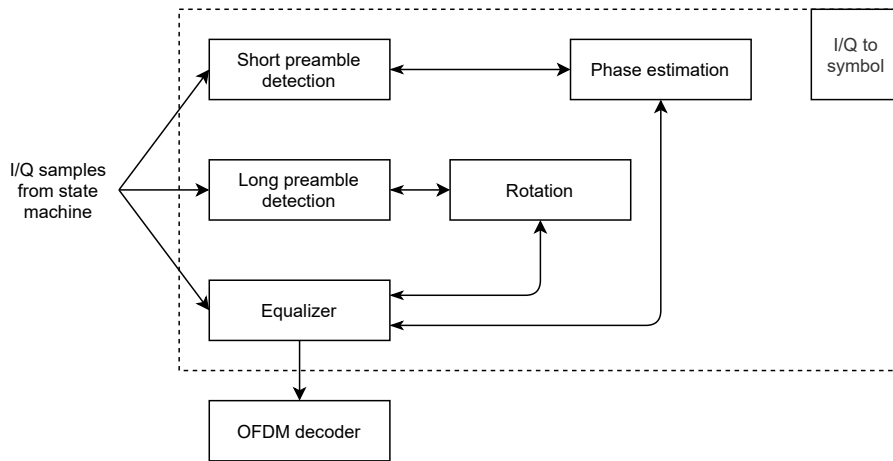 Short preamble
detection
Phase estimation
I/Q to
symbol
I/Q samples
from state
machine
Long preamble
detection
Rotation
Equalizer
OFDM decoder